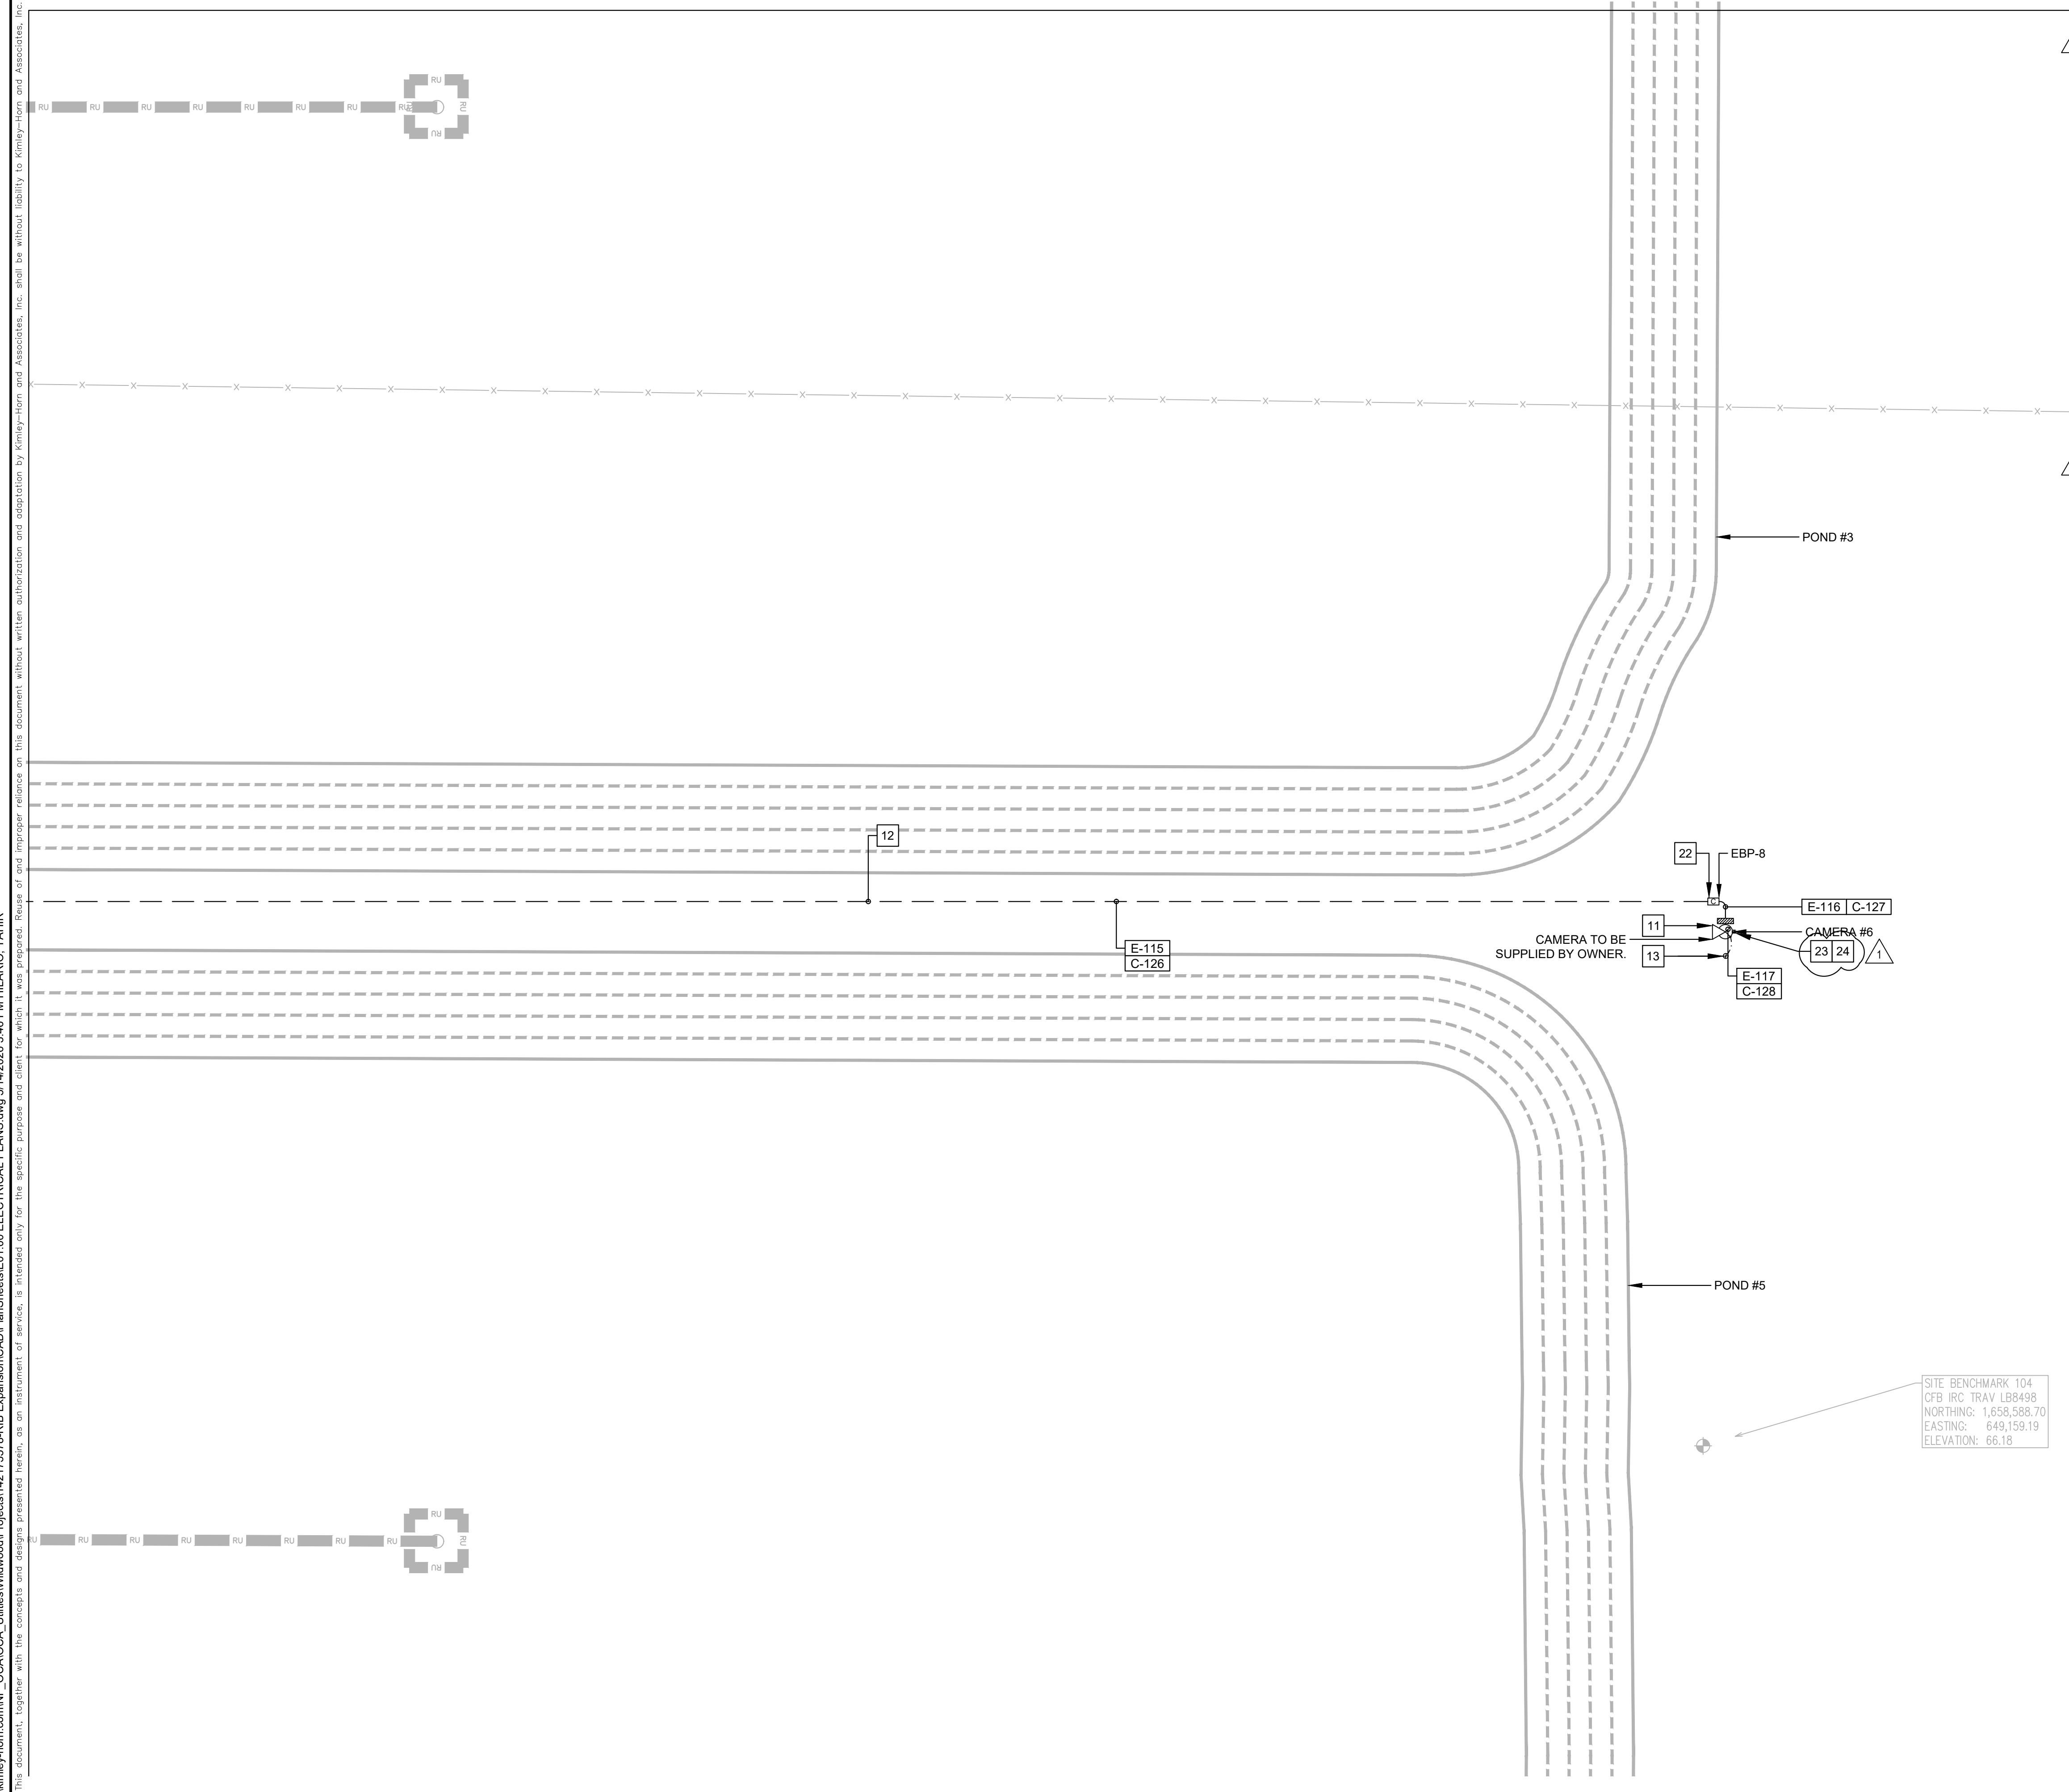 This document, together with the concepts and designs presented herein, as an instrument of service, is intended only for the specific purpose and client for which it was prepared. Reuse of and improper reliance on this document without written authorization and adaptation by Kimley-Horn and Associates, Inc. shall be without liability to Kimley-Horn and Associates, Inc.
RU
RU RU RU RU RU RU RU RU
RU
RU
X X X X X X X X X X X X X X X X X X X X X X X X X X X X X X X X X X X X X X X X
POND #3
12
22
EBP-8
C
E-116 C-127
11
CAMERA #6
CAMERA TO BE
SUPPLIED BY OWNER.
23 24
1
13
E-115
C-126
E-117
C-128
POND #5
SITE BENCHMARK 104
CFB IRC TRAV LB8498
NORTHING: 1,658,588.70
EASTING: 649,159.19
ELEVATION: 66.18
RU
RU RU RU RU RU RU RU RU
RU
RU